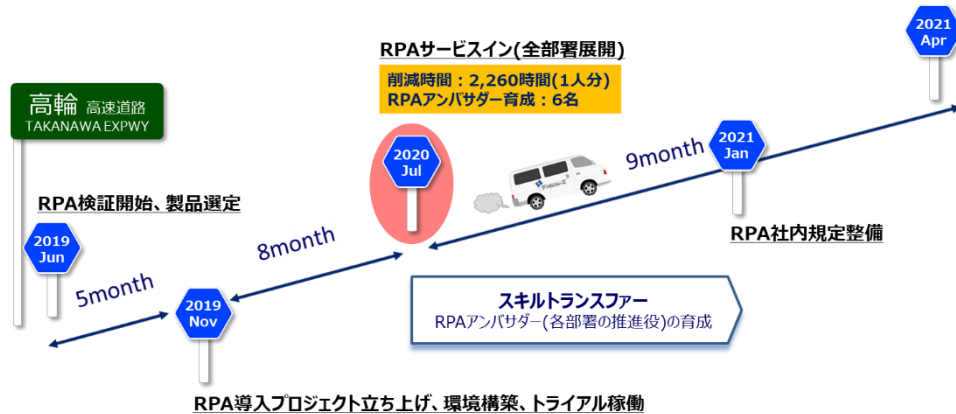 2021
Apr
RPAサービスイン(全部署展開)
削減時間：2,260時間(1人分)
RPAアンバサダー育成：6名
高輪 高速道路
TAKANAWA EXPWY
2020
Jul
9month
2021
Jan
RPA検証開始、製品選定
2019
Jun
8month
RPA社内規定整備
5month
2019
Nov
スキルトランスファー
RPAアンバサダー(各部署の推進役)の育成
RPA導入プロジェクト立ち上げ、環境構築、トライアル稼働